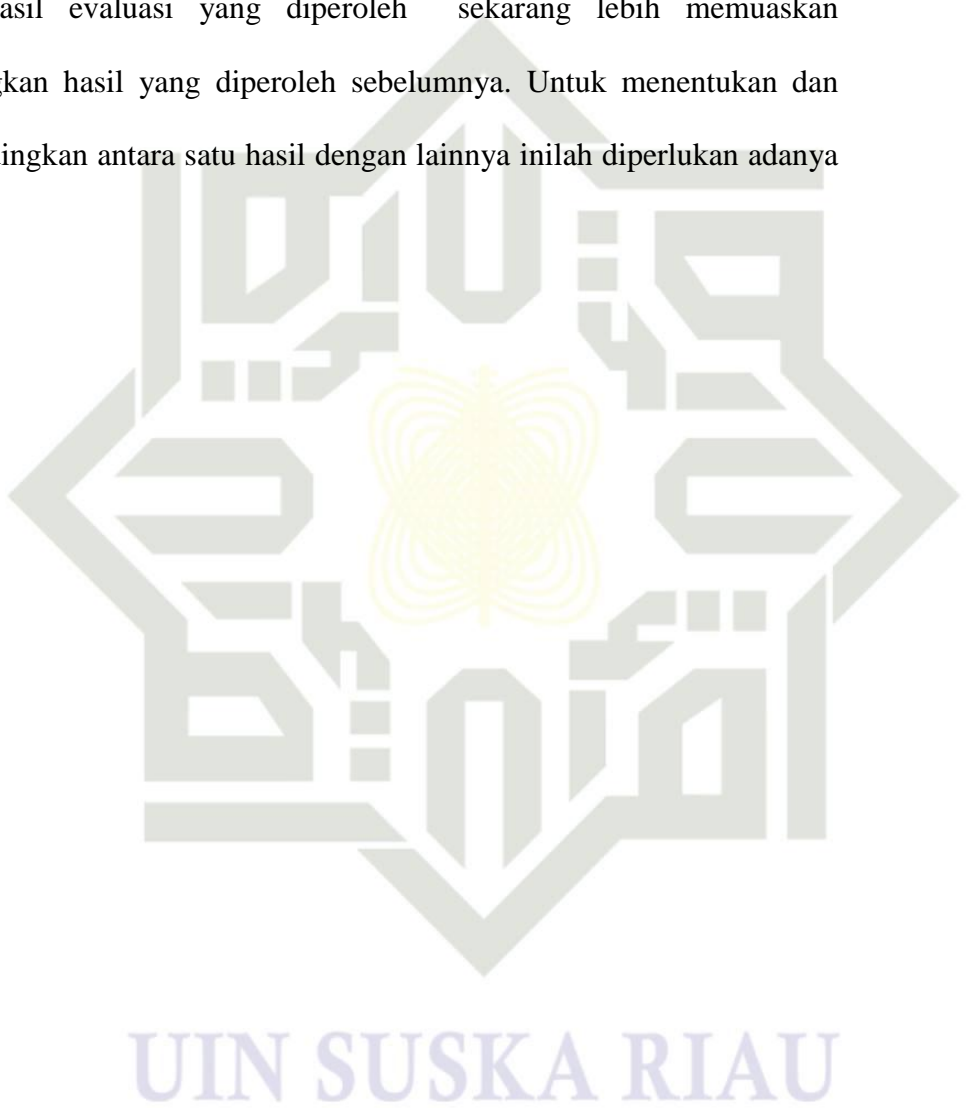 asil evaluasi yang diperoleh sekarang lebih memuaskan
gkan hasil yang diperoleh sebelumnya. Untuk menentukan dan
ingkan antara satu hasil dengan lainnya inilah diperlukan adanya
UIN SUSKA RIAU